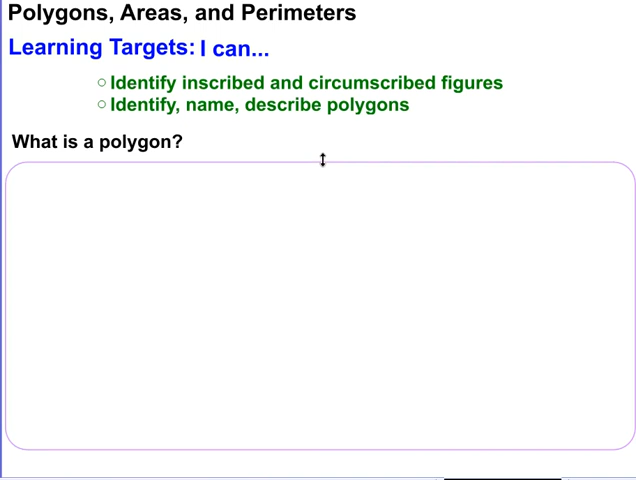 Polygons, Areas, and Perimeters
Learning Targets: I can...
Identify inscribed and circumscribed figures
Identify, name, describe polygons
What is a polygon?